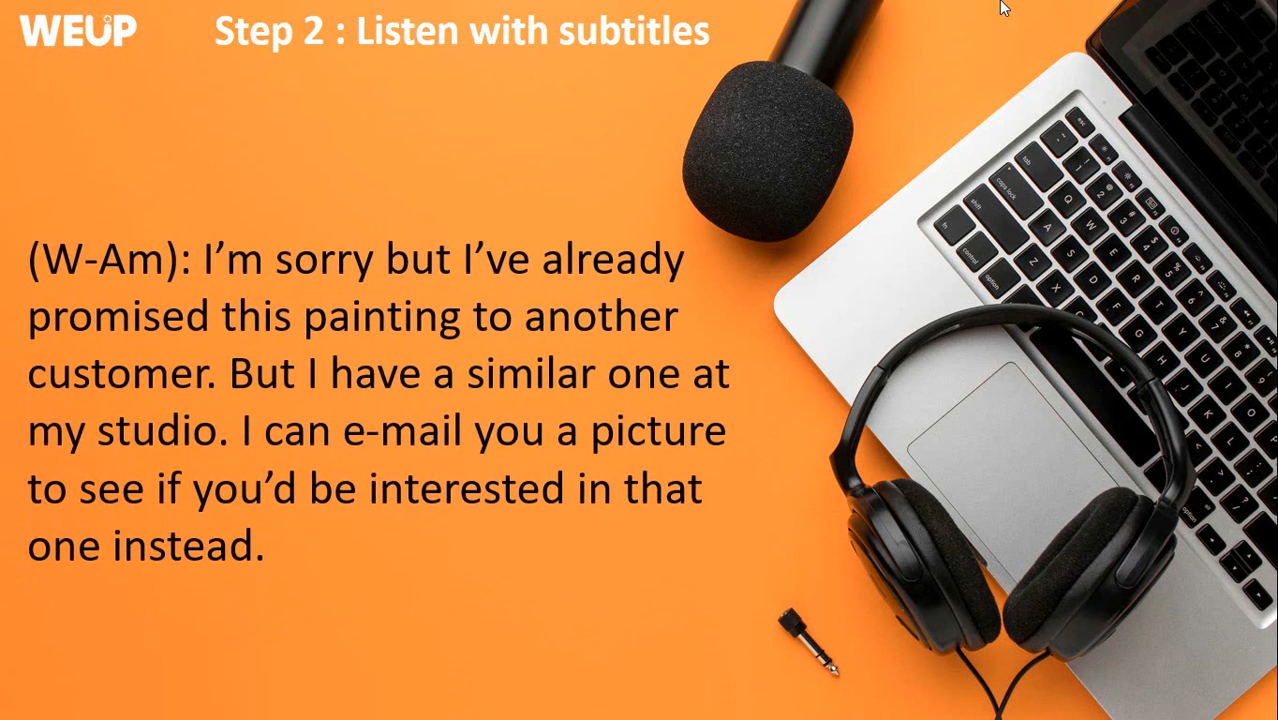 WEUP
Step 2 : Listen with subtitles
(W-Am): I’m sorry but I’ve already
promised this painting to another
customer. But I have a similar one at
my studio. I can e-mail you a picture
to see if you’d be interested in that
one instead.